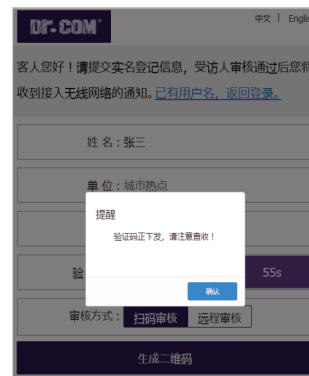 Dr.COM
中文 | Englis
客人您好！请提交实名登记信息，受访人审核通过后您将
收到接入无线网络的通知。已有用户名，返回登录。
姓 名：张三
单 位：城市热点
提醒
验证码正下发，请注意查收！
验
55s
确认
审核方式： 扫码审核 远程审核
生成二维码